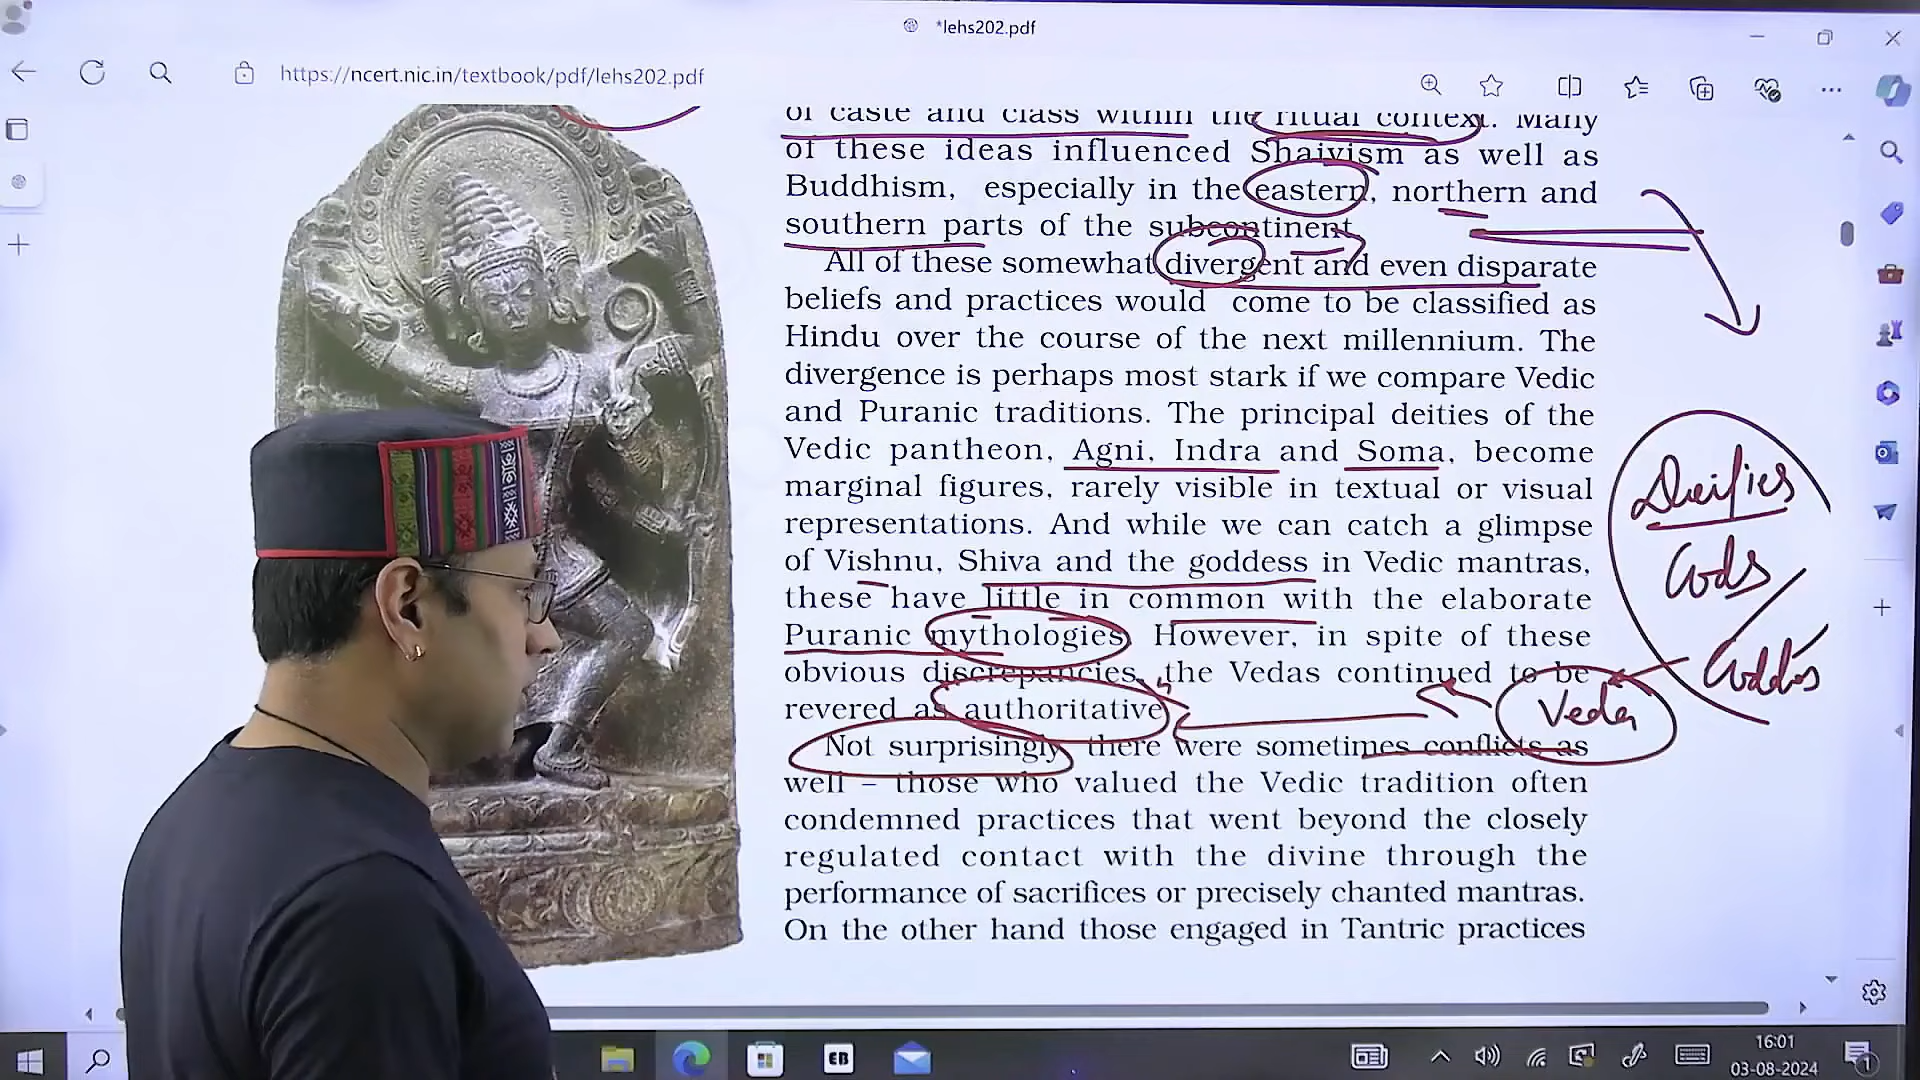 *lehs202.pdf
https://ncert.nic.in/textbook/pdf/lehs202.pdf
of caste and class within the ritual context. Many
of these ideas influenced Shaivism as well as
Buddhism, especially in the eastern, northern and
southern parts of the subcontinent.
All of these somewhat divergent and even disparate
beliefs and practices would come to be classified as
Hindu over the course of the next millennium. The
divergence is perhaps most stark if we compare Vedic
and Puranic traditions. The principal deities of the
Vedic pantheon, Agni, Indra and Soma, become
marginal figures, rarely visible in textual or visual
representations. And while we can catch a glimpse
of Vishnu, Shiva and the goddess in Vedic mantras,
these have little in common with the elaborate
Puranic mythologies. However, in spite of these
obvious discrepancies, the Vedas continued to be
revered as authoritative.
Not surprisingly, there were sometimes conflicts as
well – those who valued the Vedic tradition often
condemned practices that went beyond the closely
regulated contact with the divine through the
performance of sacrifices or precisely chanted mantras.
On the other hand those engaged in Tantric practices
Gods
EB
16:01
03-08-2024
1